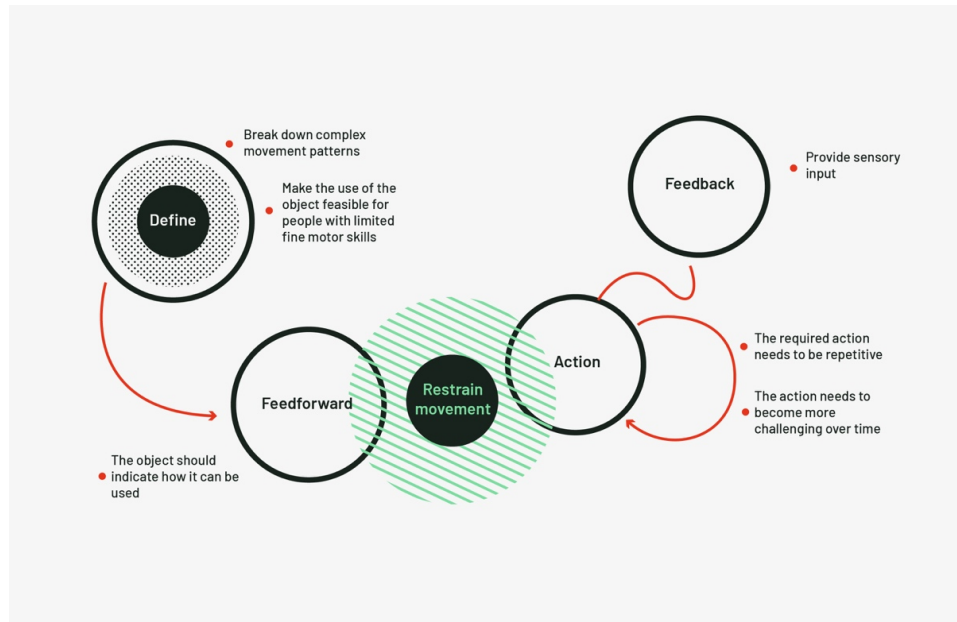 Break down complex
movement patterns
Define
Make the use of the
object feasible for
people with limited
fine motor skills
Feedback
Provide sensory
input
Feedforward
Restrain
movement
Action
The required action
needs to be repetitive
The action needs to
become more
challenging over time
The object should
indicate how it can be
used